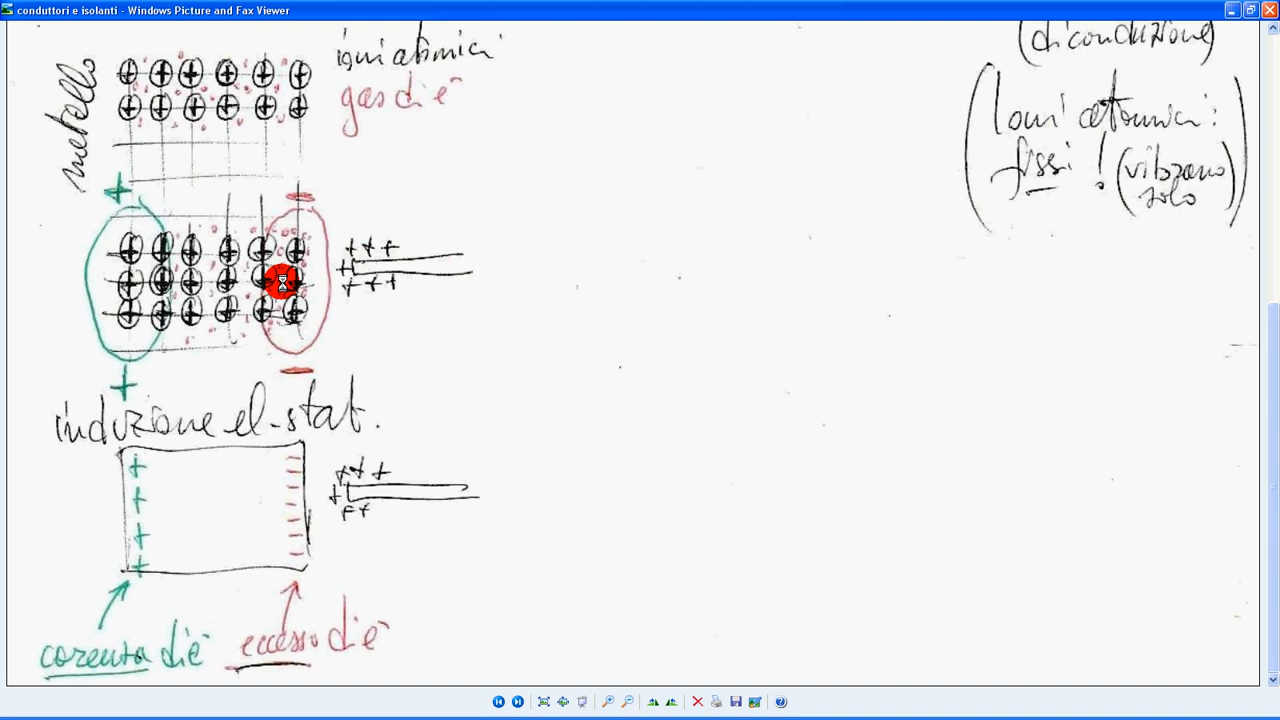 conduttori e isolanti - Windows Picture and Fax Viewer
ioni atomici
gas di e⁻
metallo
(di conduzione)
(Ioni atomici:
fissi! (vibrano
solo)
+ −
+ + +
+
+ + +
+ −
induzione el-stat.
+ + +
+
+ +
carenza di e⁻ eccesso di e⁻